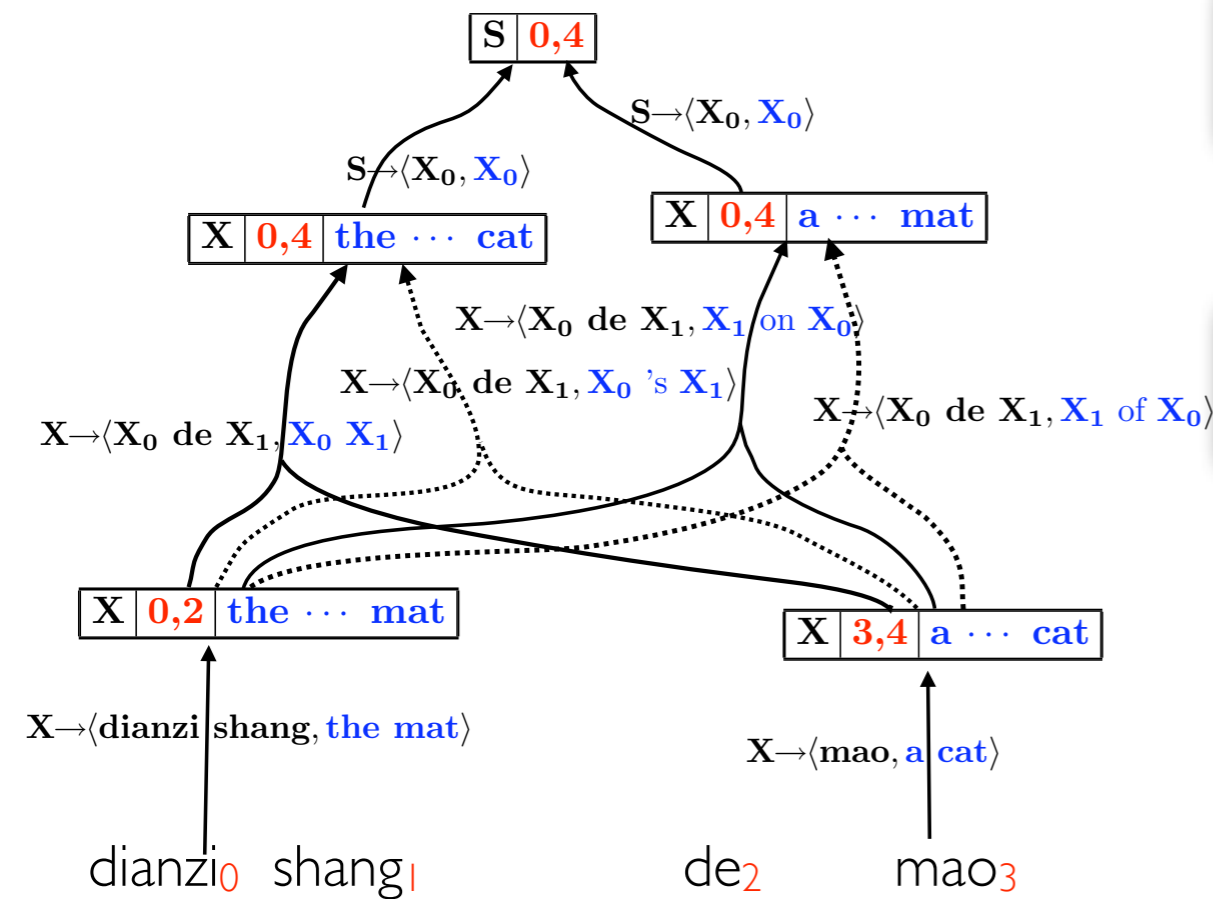 S 0,4
S→⟨X₀, X₀⟩
S→⟨X₀, X₀⟩
X 0,4 the ··· cat
X 0,4 a ··· mat
X→⟨X₀ de X₁, X₁ on X₀⟩
X→⟨X₀ de X₁, X₀ 's X₁⟩
X→⟨X₀ de X₁, X₁ of X₀⟩
X→⟨X₀ de X₁, X₀ X₁⟩
X 0,2 the ··· mat
X 3,4 a ··· cat
X→⟨dianzi shang, the mat⟩
X→⟨mao, a cat⟩
dianzi₀ shang₁ de₂ mao₃